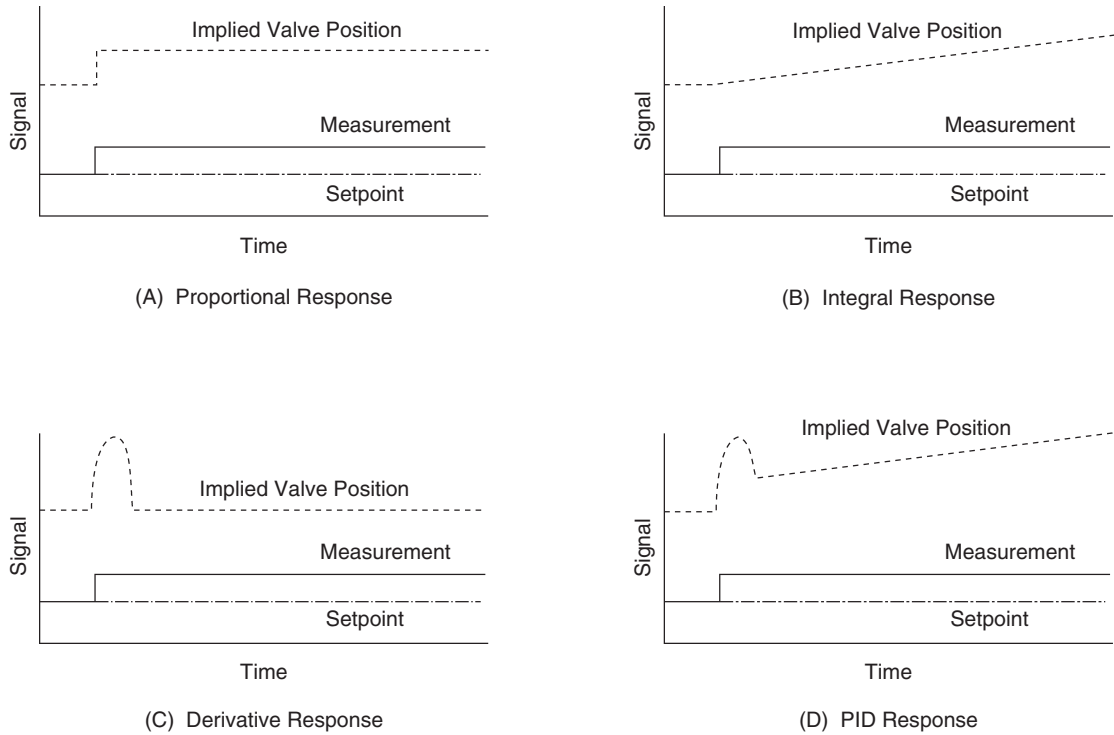 Implied Valve Position
Signal
Measurement
Setpoint
Time
(A) Proportional Response
Implied Valve Position
Signal
Measurement
Setpoint
Time
(B) Integral Response
Implied Valve Position
Signal
Measurement
Setpoint
Time
(C) Derivative Response
Implied Valve Position
Signal
Measurement
Setpoint
Time
(D) PID Response